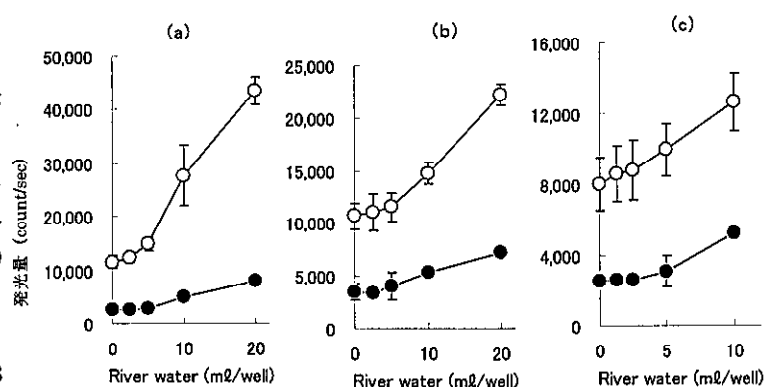 (a)
50,000
40,000
30,000
20,000
10,000
0
0 10 20
River water (mℓ/well)
発光量 (count/sec)
(b)
25,000
20,000
15,000
10,000
5,000
0
0 10 20
River water (mℓ/well)
(c)
16,000
12,000
8,000
4,000
0
0 5 10
River water (mℓ/well)